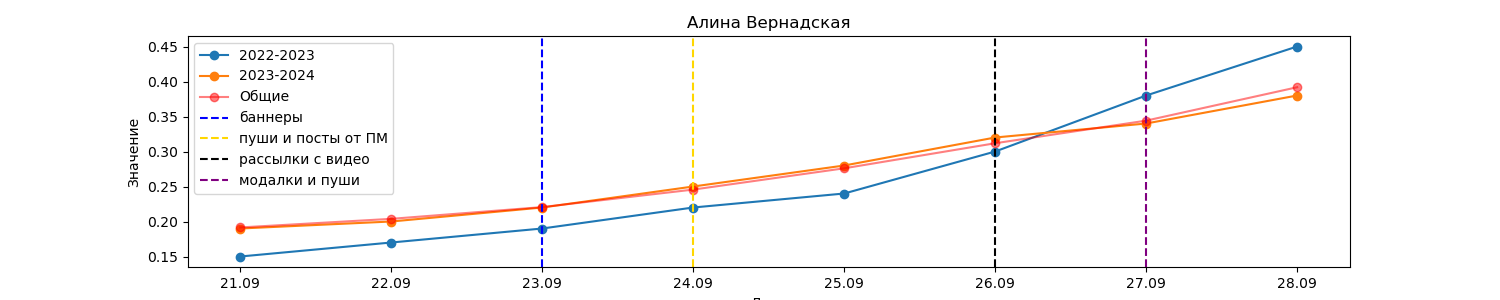 Алина Вернадская
Значение
0.45
0.40
0.35
0.30
0.25
0.20
0.15
2022-2023
2023-2024
Общие
баннеры
пуши и посты от ПМ
рассылки с видео
модалки и пуши
21.09 22.09 23.09 24.09 25.09 26.09 27.09 28.09